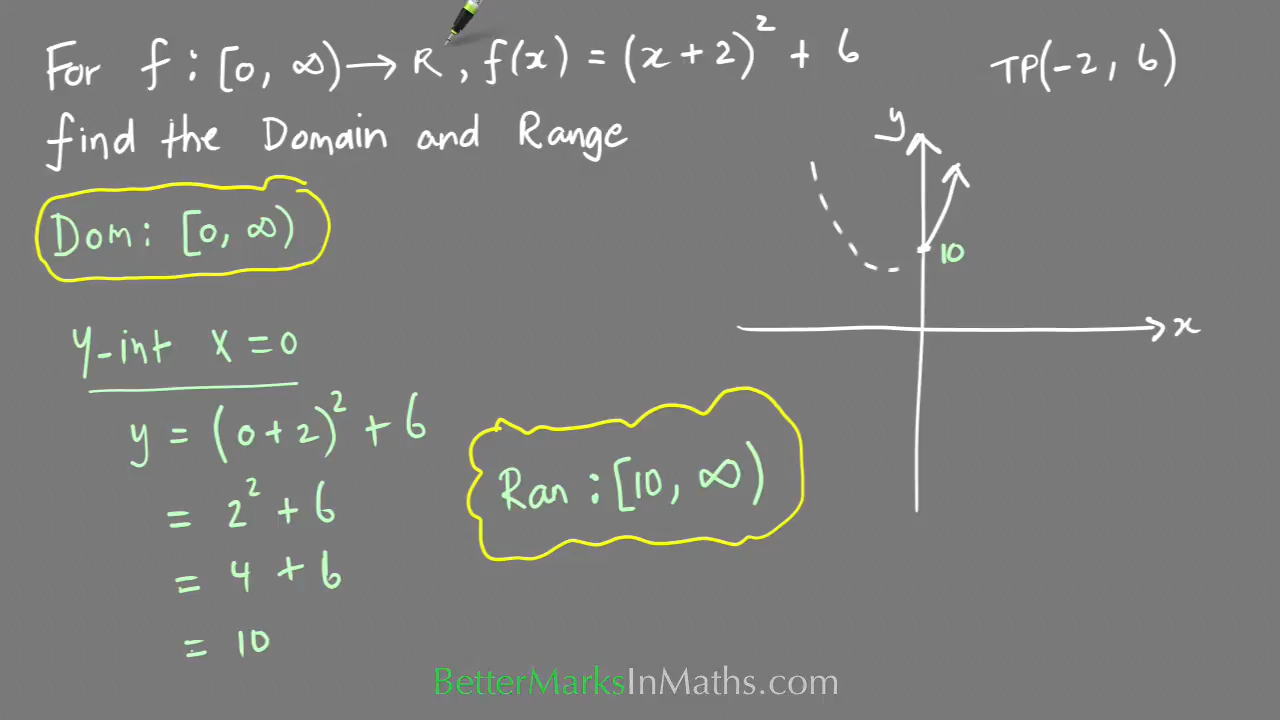 For f : [0, ∞) → R, f(x) = (x + 2)² + 6
TP(-2, 6)
find the Domain and Range
Dom: [0, ∞)
y
10
x
y-int x = 0
y = (0 + 2)² + 6
= 2² + 6
= 4 + 6
= 10
Ran : [10, ∞)
BetterMarksInMaths.com